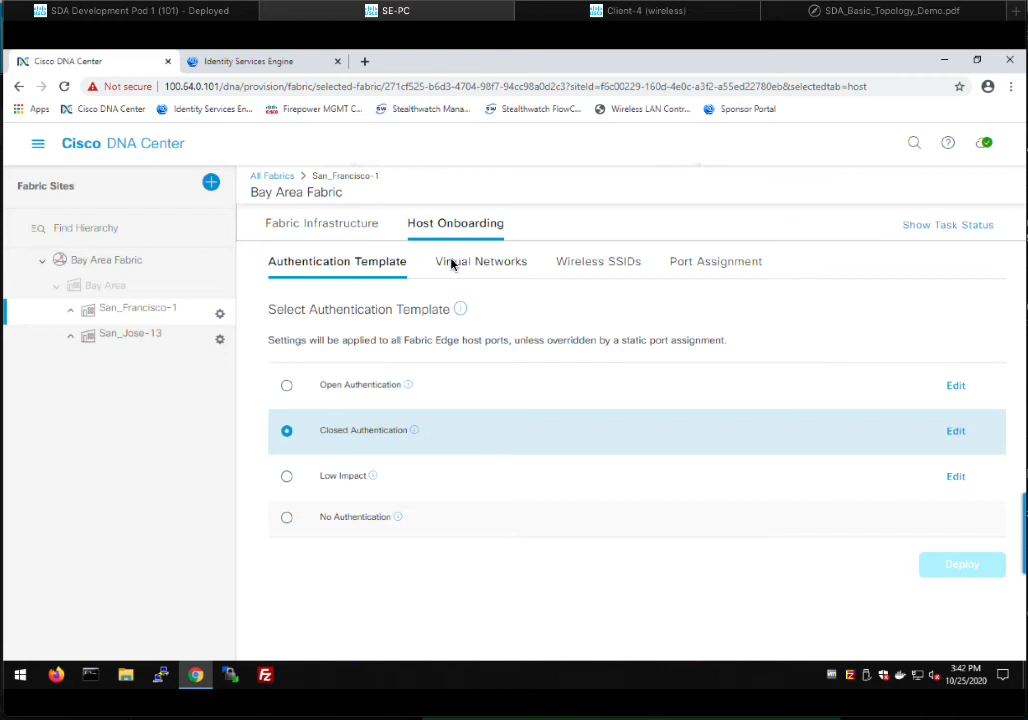 SDA Development Pod 1 (101) - Deployed
SE-PC
Client-4 (wireless)
SDA_Basic_Topology_Demo.pdf
Cisco DNA Center
Identity Services Engine
Not secure
100.64.0.101/dna/provision/fabric/selected-fabric/271cf525-b6d3-4704-98f7-94cc98a0d2c3?siteId=f6c00229-160d-4e0c-a3f2-a55ed22780eb&selectedtab=host
Apps
Cisco DNA Center
Identity Services En...
Firepower MGMT C...
Stealthwatch Mana...
Stealthwatch FlowC...
Wireless LAN Contr...
Sponsor Portal
Cisco DNA Center
Fabric Sites
Find Hierarchy
Bay Area Fabric
Bay Area
San_Francisco-1
San_Jose-13
All Fabrics > San_Francisco-1
Bay Area Fabric
Fabric Infrastructure
Host Onboarding
Show Task Status
Authentication Template
Virtual Networks
Wireless SSIDs
Port Assignment
Select Authentication Template
Settings will be applied to all Fabric Edge host ports, unless overridden by a static port assignment.
Open Authentication
Edit
Closed Authentication
Edit
Low Impact
Edit
No Authentication
Deploy
3:42 PM
10/25/2020